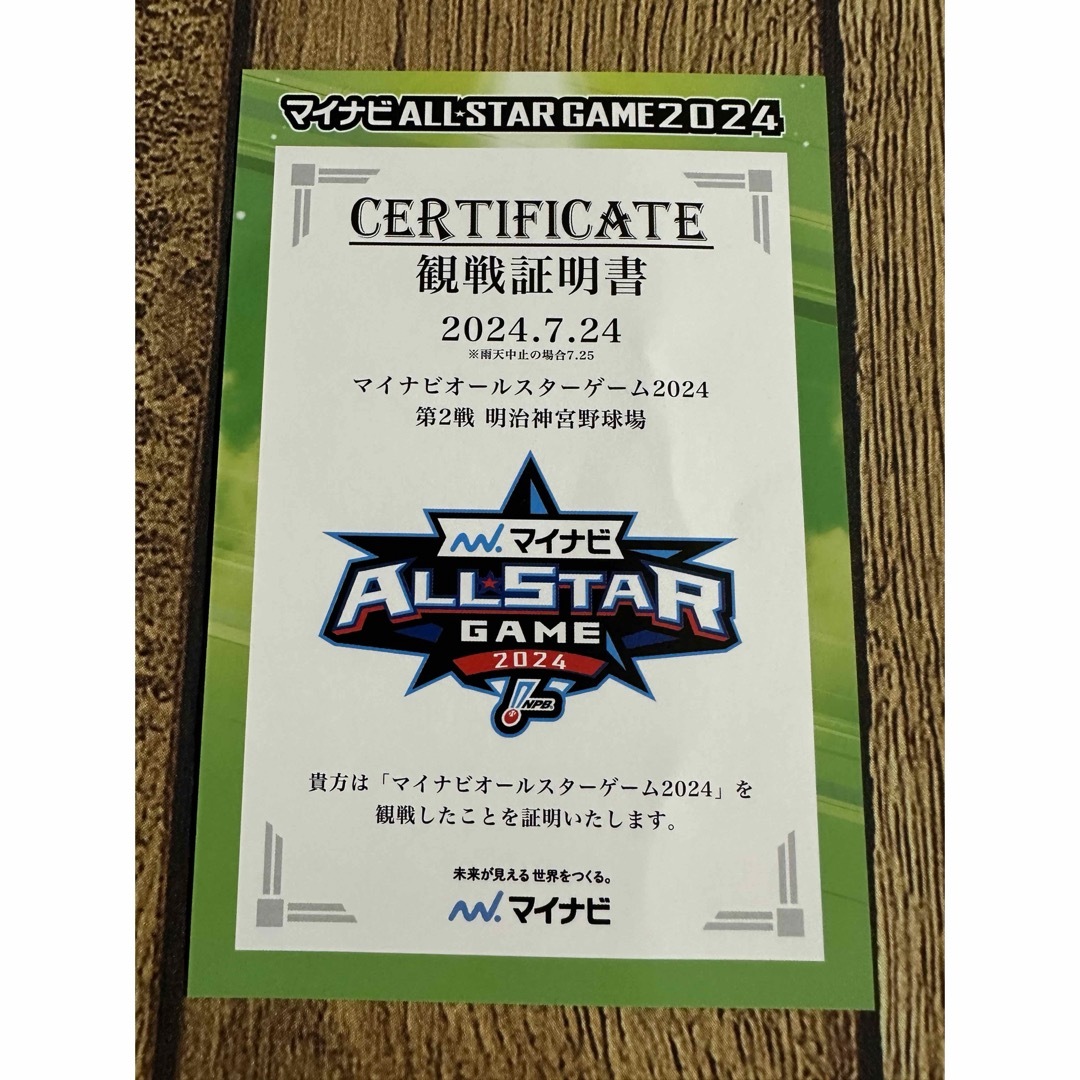 マイナビ ALL★STAR GAME 2024
CERTIFICATE
観戦証明書
2024.7.24
※雨天中止の場合7.25
マイナビオールスターゲーム2024
第2戦 明治神宮野球場
マイナビ
ALL★STAR
GAME
2024
NPB
貴方は「マイナビオールスターゲーム2024」を
観戦したことを証明いたします。
未来が見える 世界をつくる。
マイナビ